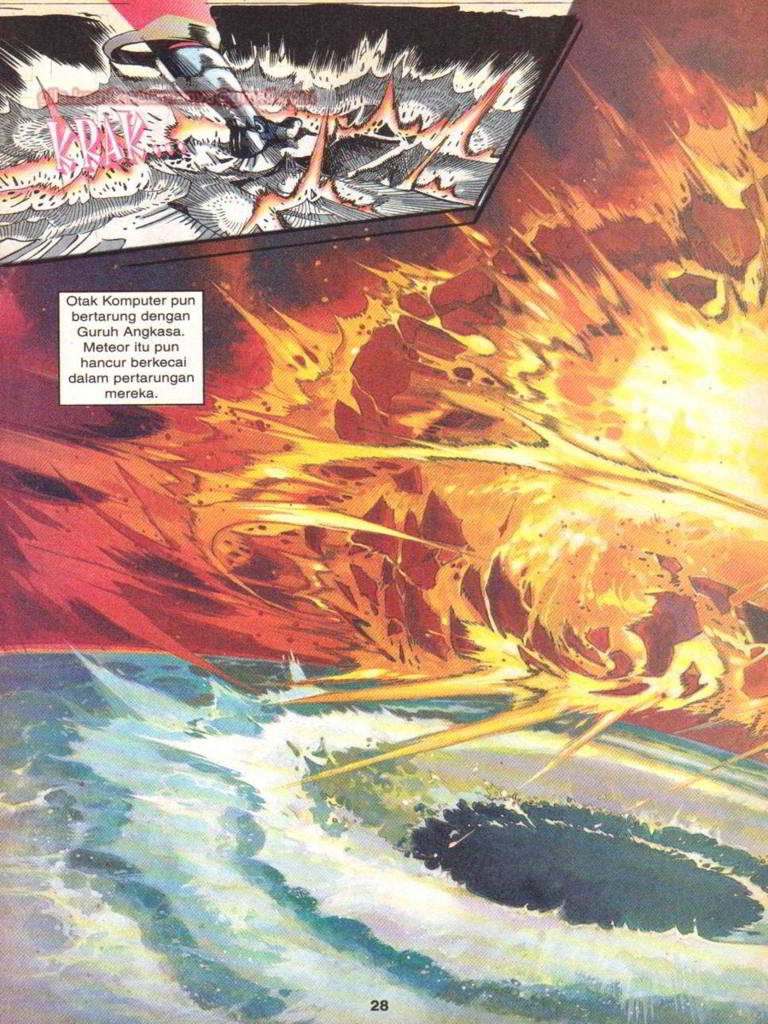 KRAK...
Otak Komputer pun
bertarung dengan
Guruh Angkasa.
Meteor itu pun
hancur berkecai
dalam pertarungan
mereka.
28